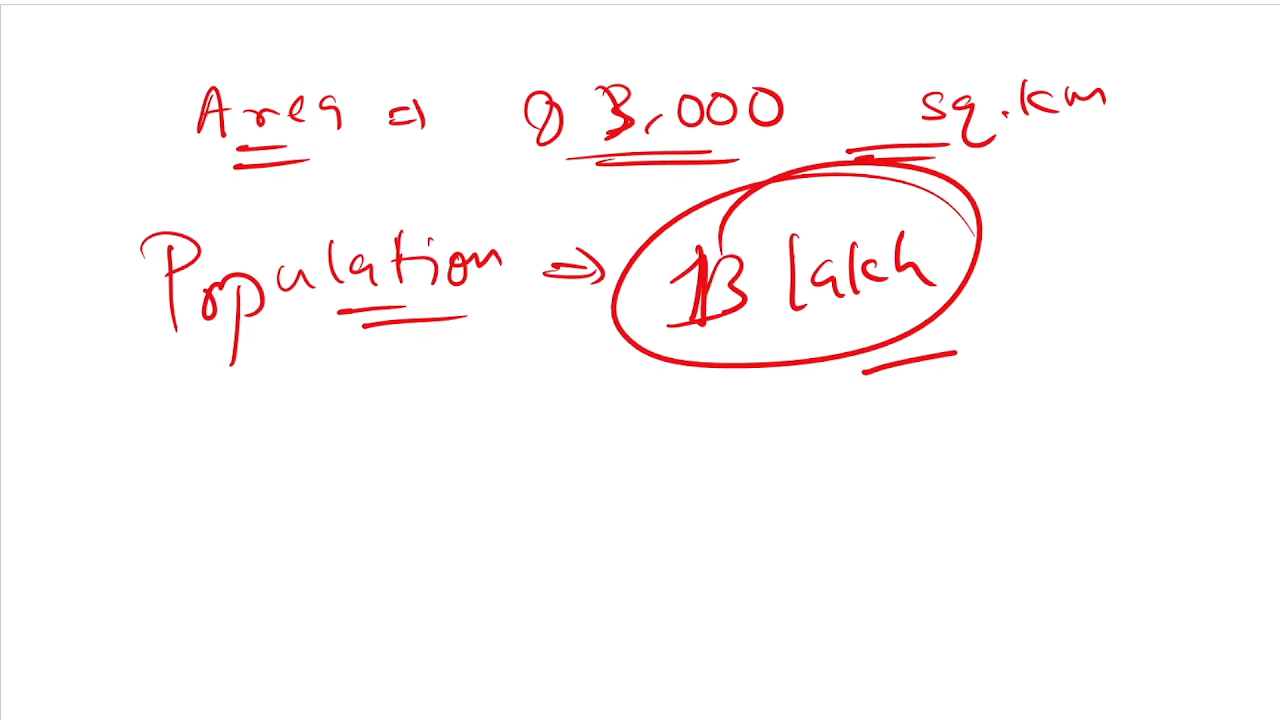 Area ⇒ 83,000 sq.km
Population ⇒ 13 lakh